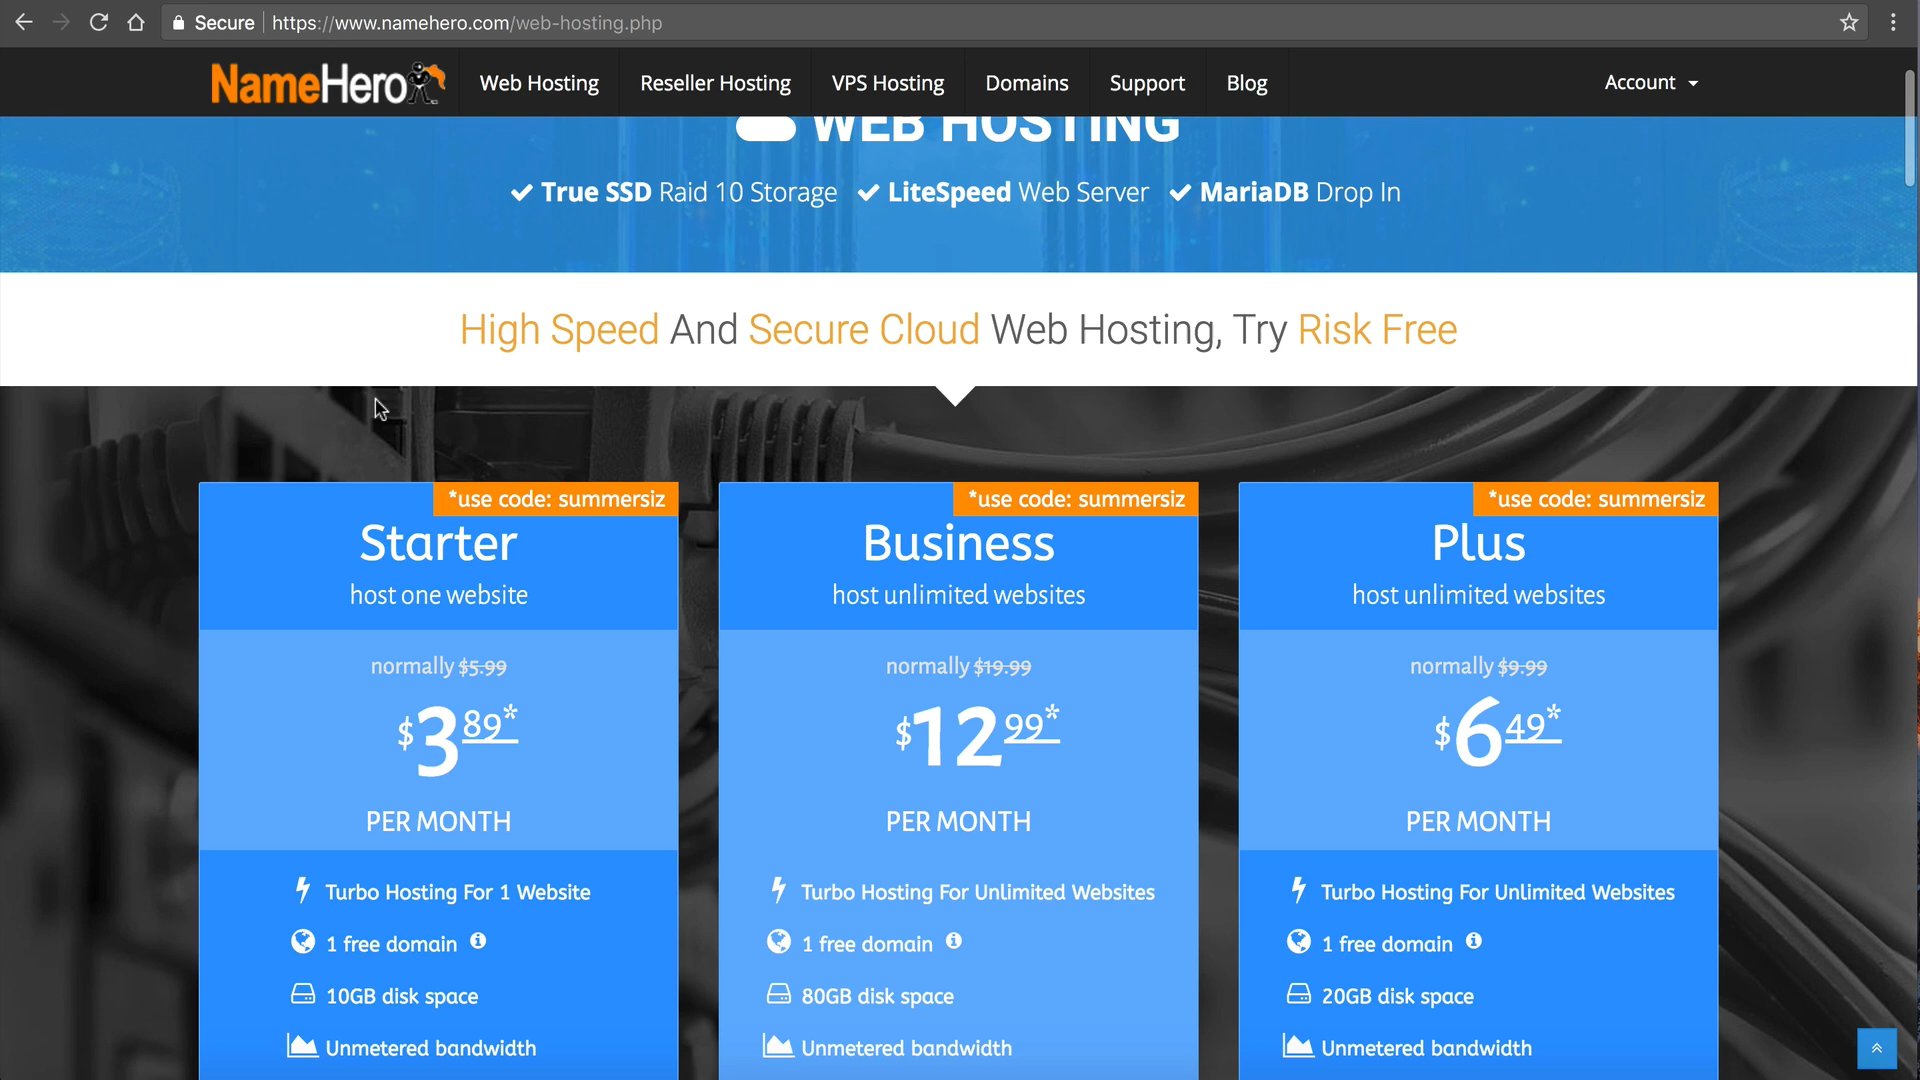 Secure https://www.namehero.com/web-hosting.php
NameHero Web Hosting Reseller Hosting VPS Hosting Domains Support Blog Account
WEB HOSTING
True SSD Raid 10 Storage LiteSpeed Web Server MariaDB Drop In
High Speed And Secure Cloud Web Hosting, Try Risk Free
*use code: summersiz
Starter
host one website
normally $5.99
$3 89*
PER MONTH
Turbo Hosting For 1 Website
1 free domain
10GB disk space
Unmetered bandwidth
*use code: summersiz
Business
host unlimited websites
normally $19.99
$12 99*
PER MONTH
Turbo Hosting For Unlimited Websites
1 free domain
80GB disk space
Unmetered bandwidth
*use code: summersiz
Plus
host unlimited websites
normally $9.99
$6 49*
PER MONTH
Turbo Hosting For Unlimited Websites
1 free domain
20GB disk space
Unmetered bandwidth